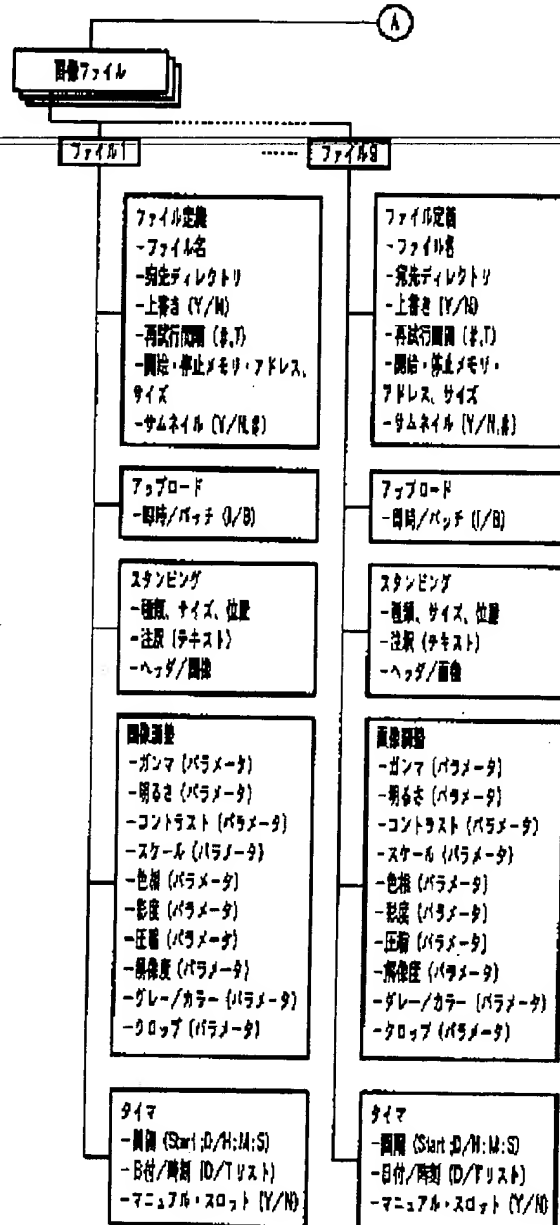 A
画像ファイル
ファイル1
ファイル9
ファイル定義
-ファイル名
-宛先ディレクトリ
-上書き (Y/N)
-再試行間隔 (#,T)
-開始・停止メモリ・アドレス、
サイズ
-サムネイル (Y/N,#)
アップロード
-即時/バッチ (I/B)
スタンピング
-種類、サイズ、位置
-注釈 (テキスト)
-ヘッダ/画像
画像調整
-ガンマ (パラメータ)
-明るさ (パラメータ)
-コントラスト (パラメータ)
-スケール (パラメータ)
-色相 (パラメータ)
-彩度 (パラメータ)
-圧縮 (パラメータ)
-解像度 (パラメータ)
-グレー/カラー (パラメータ)
-クロップ (パラメータ)
タイマ
-間隔 (Start;D/H:M:S)
-日付/時刻 (D/Tリスト)
-マニュアル・スロット (Y/N)
ファイル定義
-ファイル名
-宛先ディレクトリ
-上書き (Y/N)
-再試行間隔 (#,T)
-開始・停止メモリ・
アドレス、サイズ
-サムネイル (Y/N,#)
アップロード
-即時/バッチ (I/B)
スタンピング
-種類、サイズ、位置
-注釈 (テキスト)
-ヘッダ/画像
画像調整
-ガンマ (パラメータ)
-明るさ (パラメータ)
-コントラスト (パラメータ)
-スケール (パラメータ)
-色相 (パラメータ)
-彩度 (パラメータ)
-圧縮 (パラメータ)
-解像度 (パラメータ)
-グレー/カラー (パラメータ)
-クロップ (パラメータ)
タイマ
-間隔 (Start;D/H:M:S)
-日付/時刻 (D/Tリスト)
-マニュアル・スロット (Y/N)